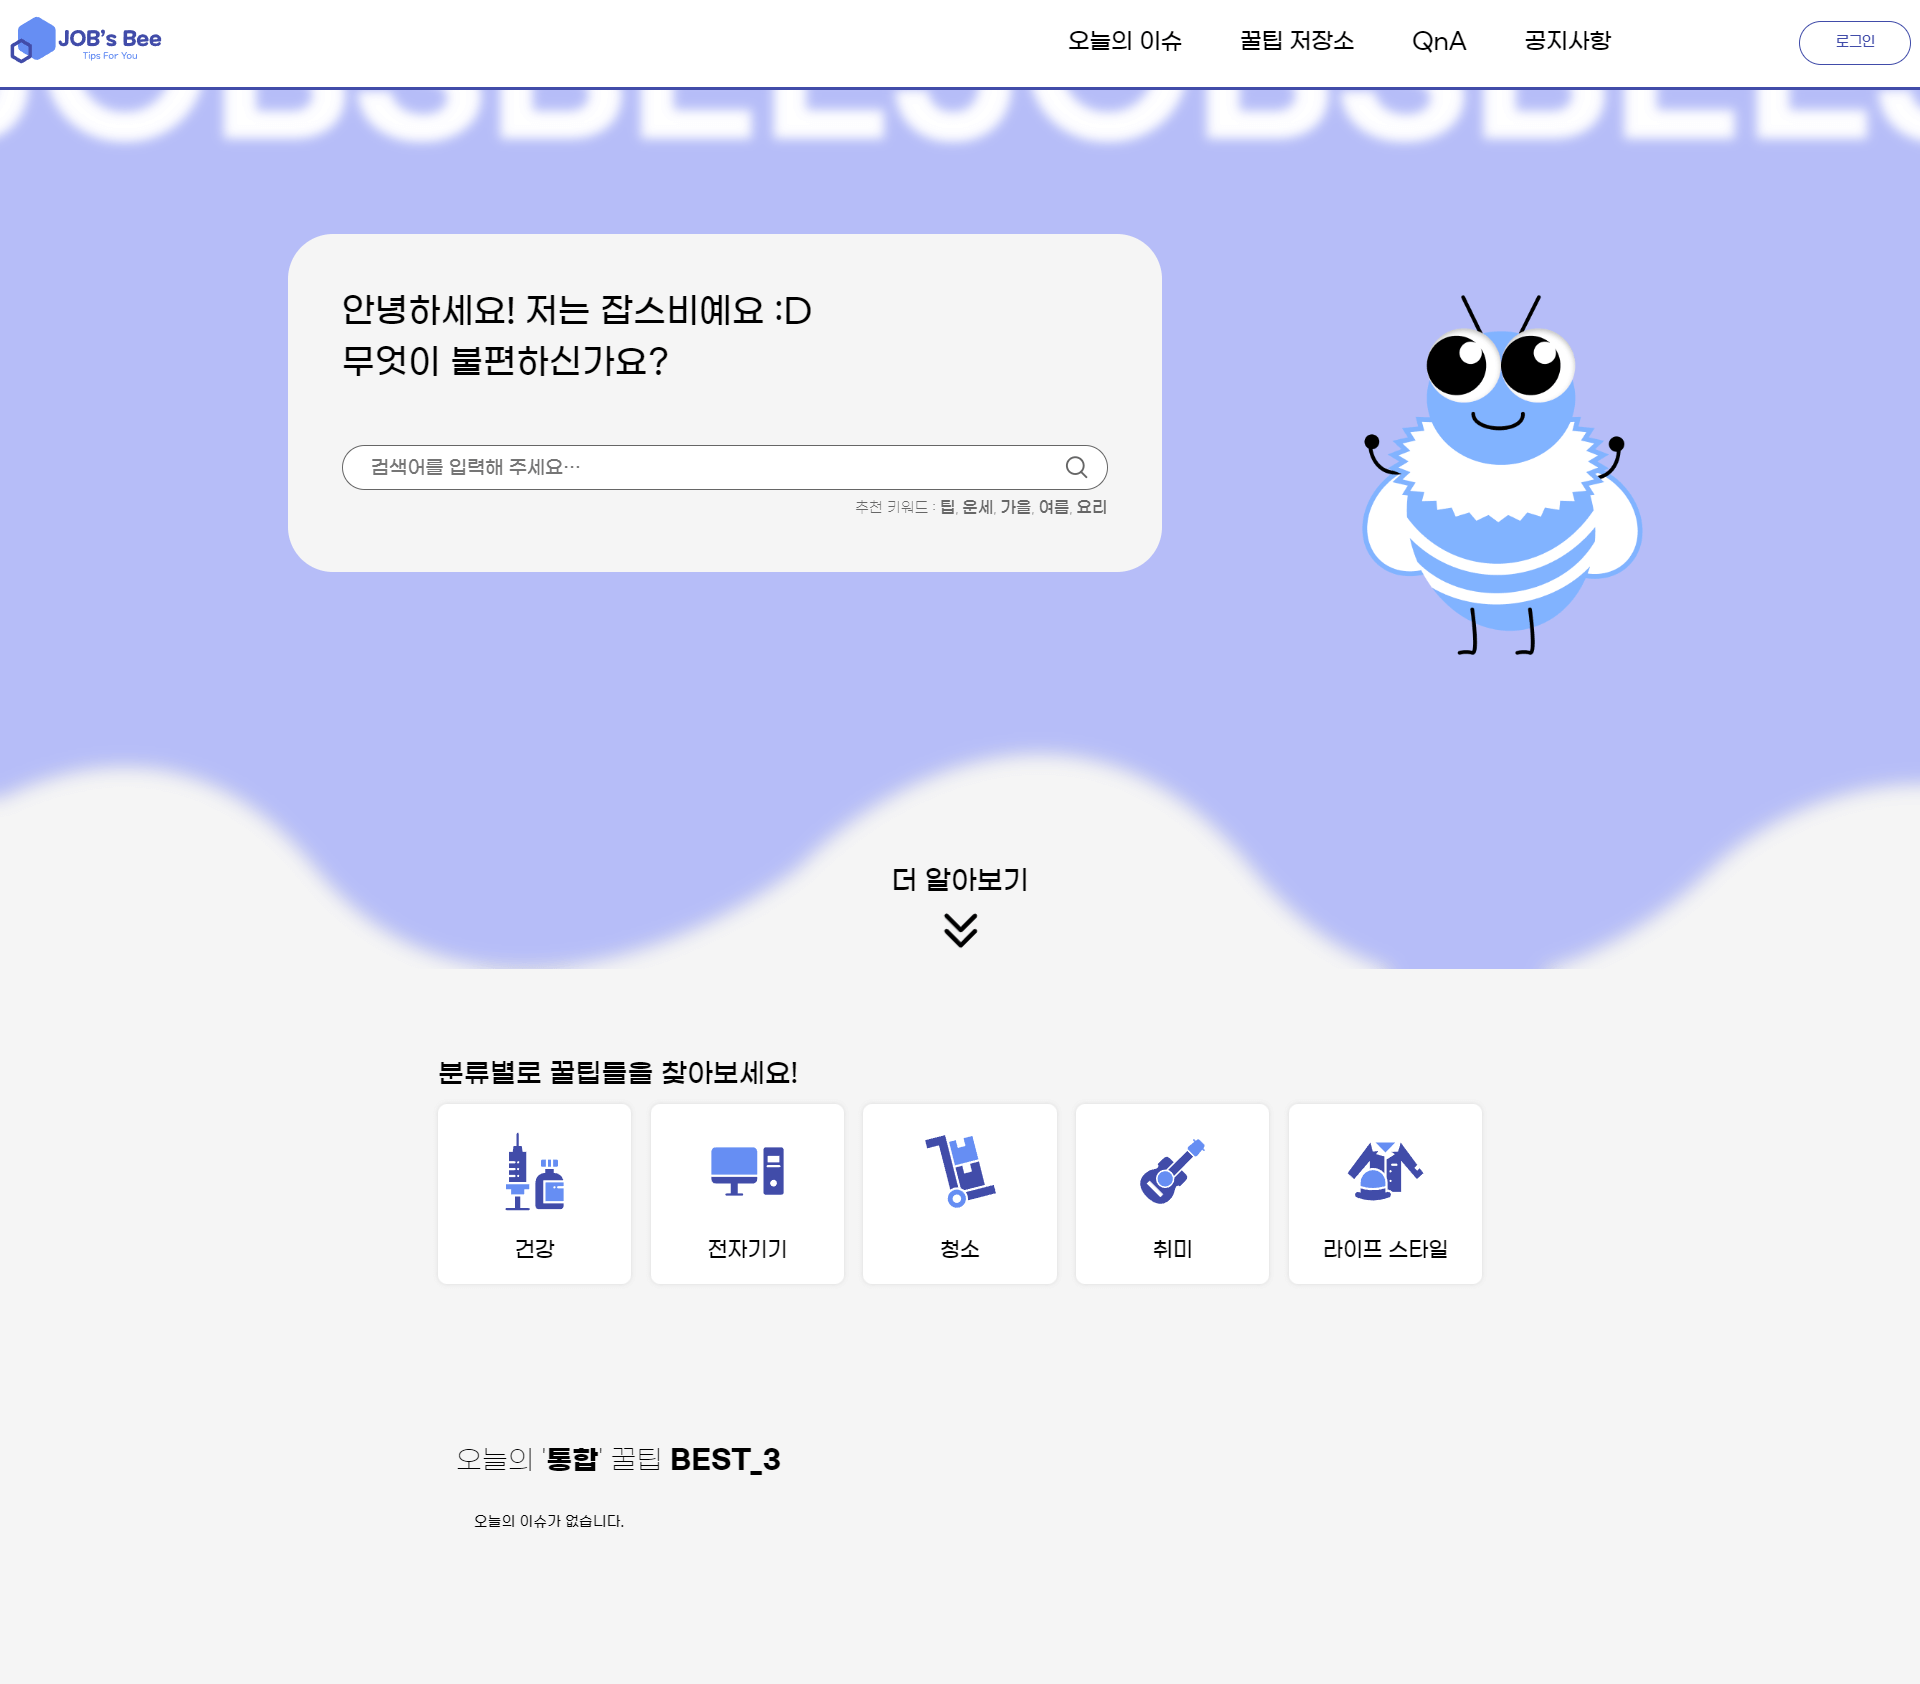 JOB's Bee
Tips For You
오늘의 이슈
꿀팁 저장소
QnA
공지사항
로그인
JOBSBEEJOBSBEEJ
안녕하세요! 저는 잡스비예요 :D
무엇이 불편하신가요?
검색어를 입력해 주세요...
추천 키워드 : 팁, 운세, 가을, 여름, 요리
더 알아보기
분류별로 꿀팁들을 찾아보세요!
건강
전자기기
청소
취미
라이프 스타일
오늘의 '통합' 꿀팁 BEST_3
오늘의 이슈가 없습니다.